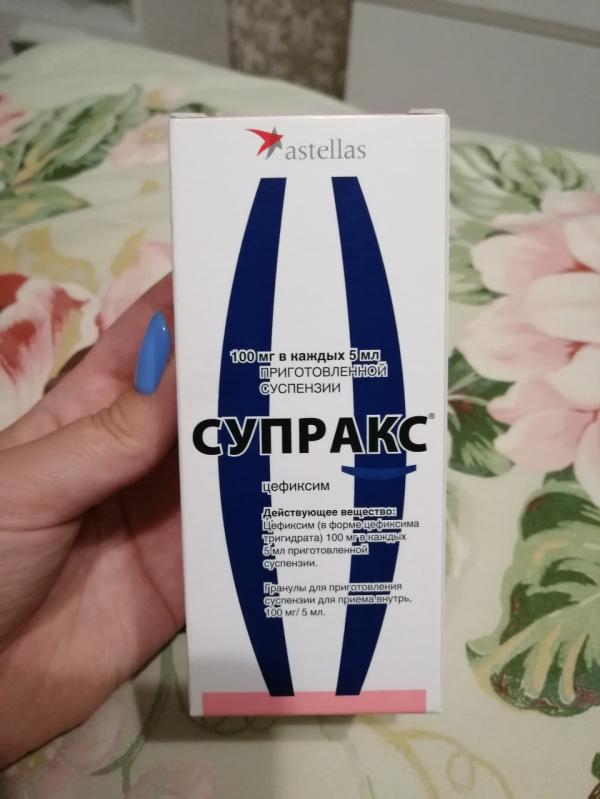 astellas
100 мг в каждых 5 мл
ПРИГОТОВЛЕННОЙ
СУСПЕНЗИИ
СУПРАКС®
цефиксим
Действующее вещество:
Цефиксим (в форме цефиксима
тригидрата) 100 мг в каждых
5 мл приготовленной
суспензии.
Гранулы для приготовления
суспензии для приема внутрь,
100 мг/ 5 мл.